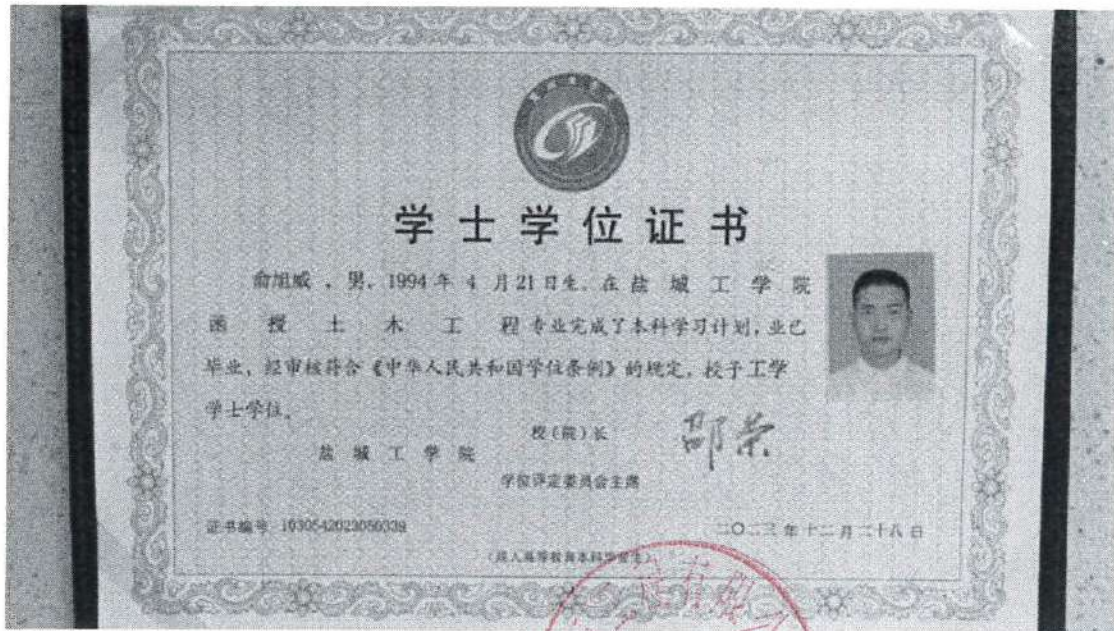 学士学位证书
俞旭威，男，1994年4月21日生。在盐城工学院
函授土木工程专业完成了本科学习计划，业已
毕业，经审核符合《中华人民共和国学位条例》的规定，授予工学
学士学位。
盐城工学院
校（院）长
邵荣
学位评定委员会主席
证书编号 1030542023050339
二〇二三年十二月二十八日
（成人高等教育本科毕业生）